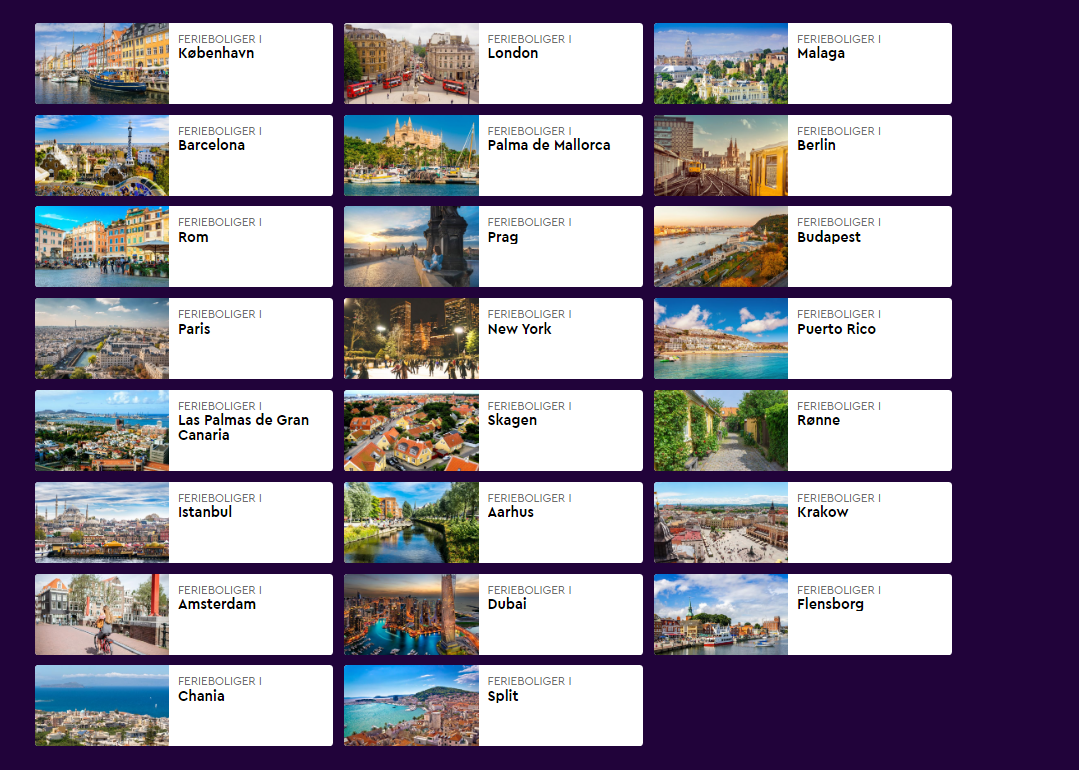 FERIEBOLIGER I
København
FERIEBOLIGER I
London
FERIEBOLIGER I
Malaga
FERIEBOLIGER I
Barcelona
FERIEBOLIGER I
Palma de Mallorca
FERIEBOLIGER I
Berlin
FERIEBOLIGER I
Rom
FERIEBOLIGER I
Prag
FERIEBOLIGER I
Budapest
FERIEBOLIGER I
Paris
FERIEBOLIGER I
New York
FERIEBOLIGER I
Puerto Rico
FERIEBOLIGER I
Las Palmas de Gran
Canaria
FERIEBOLIGER I
Skagen
FERIEBOLIGER I
Rønne
FERIEBOLIGER I
Istanbul
FERIEBOLIGER I
Aarhus
FERIEBOLIGER I
Krakow
FERIEBOLIGER I
Amsterdam
FERIEBOLIGER I
Dubai
FERIEBOLIGER I
Flensborg
FERIEBOLIGER I
Chania
FERIEBOLIGER I
Split